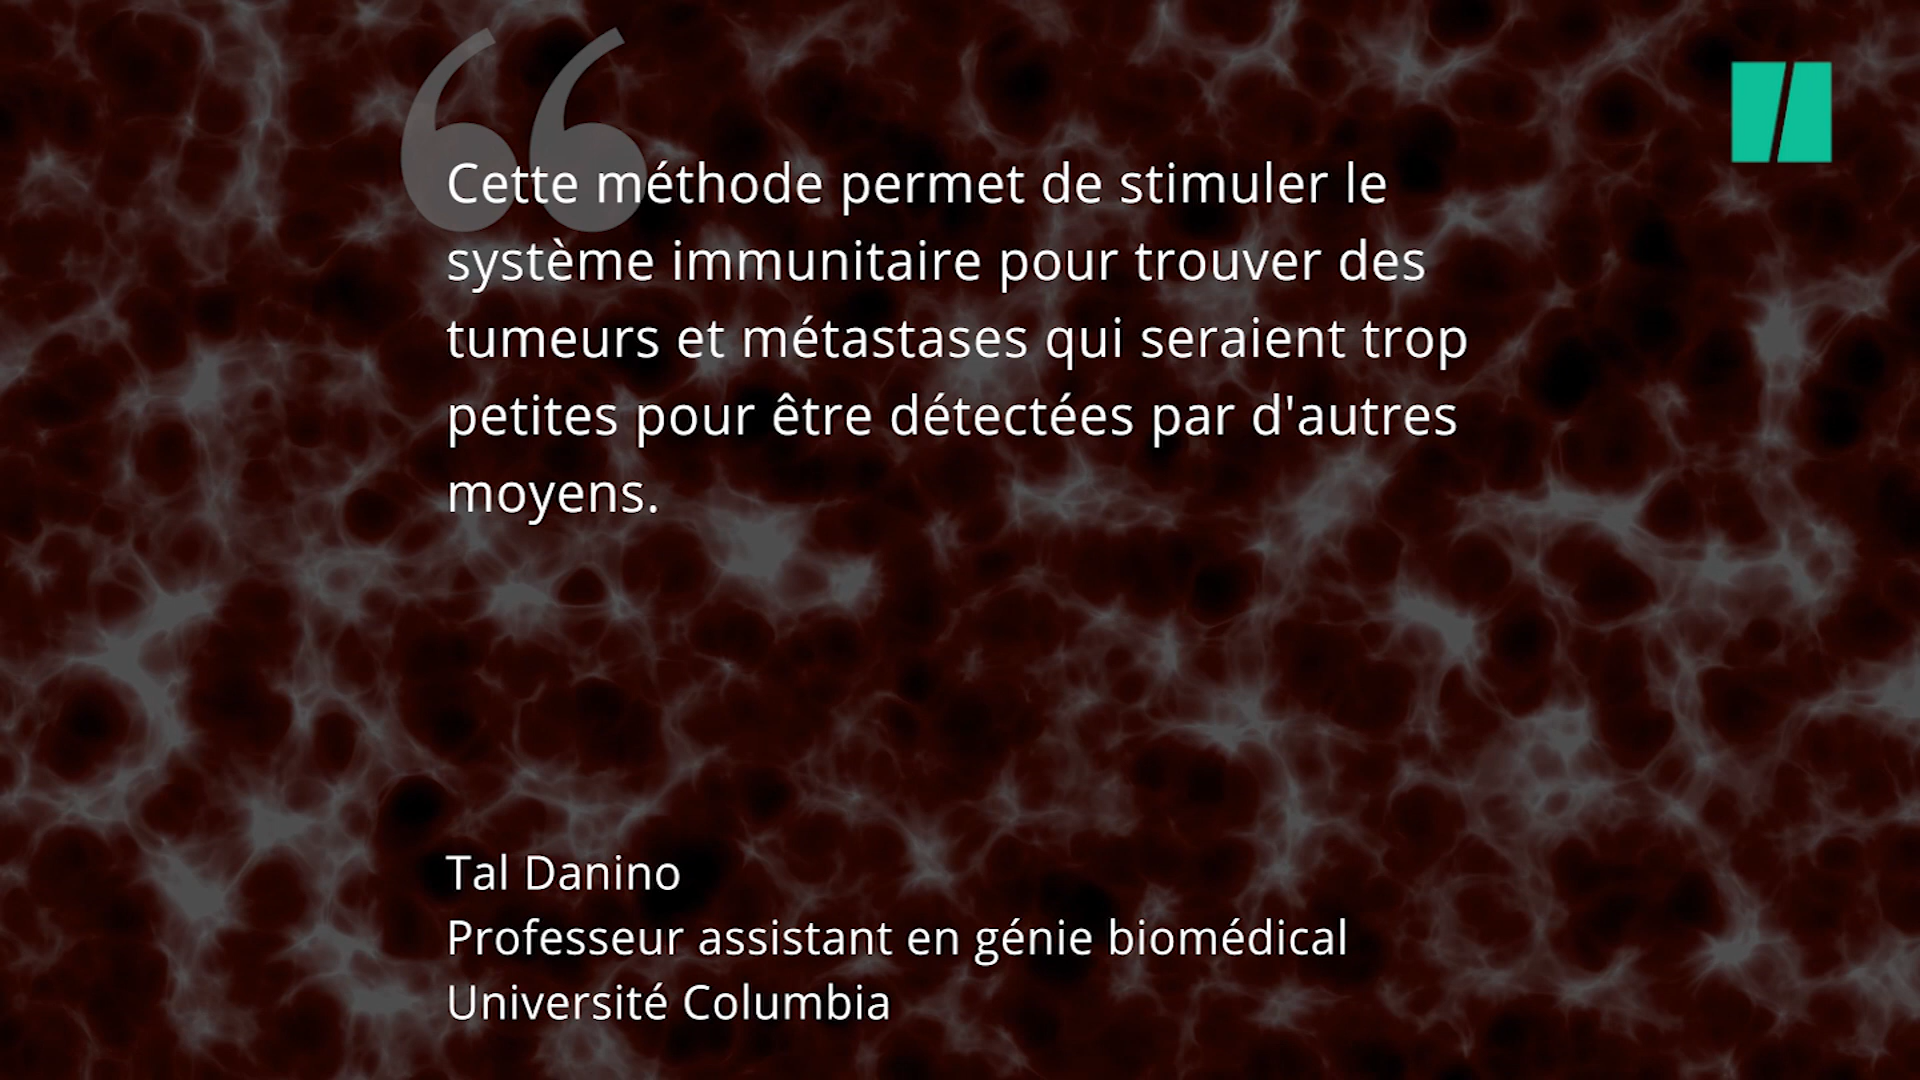 Cette méthode permet de stimuler le
système immunitaire pour trouver des
tumeurs et métastases qui seraient trop
petites pour être détectées par d'autres
moyens.
Tal Danino
Professeur assistant en génie biomédical
Université Columbia